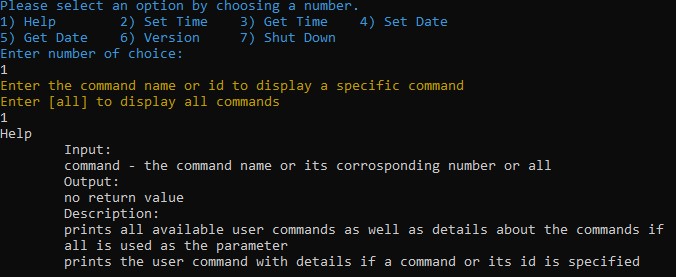 Please select an option by choosing a number.
1) Help 2) Set Time 3) Get Time 4) Set Date
5) Get Date 6) Version 7) Shut Down
Enter number of choice:
1
Enter the command name or id to display a specific command
Enter [all] to display all commands
1
Help
Input:
command - the command name or its corrosponding number or all
Output:
no return value
Description:
prints all available user commands as well as details about the commands if
all is used as the parameter
prints the user command with details if a command or its id is specified